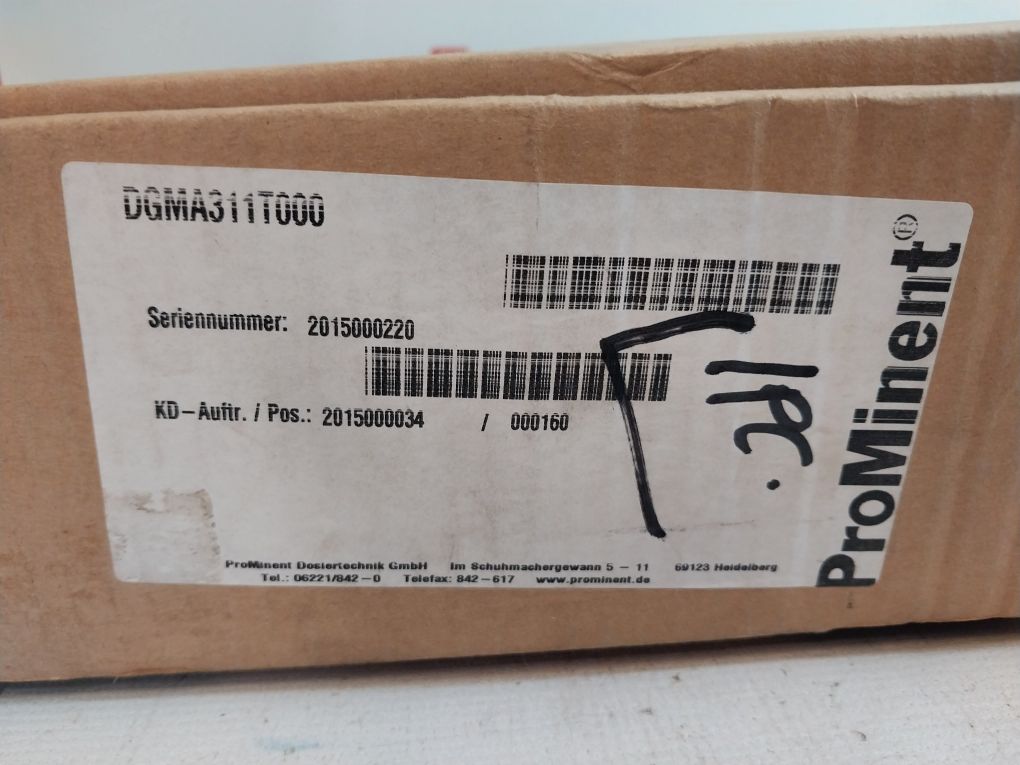 DGMA311T000
Seriennummer: 2015000220
KD-Auftr. / Pos.: 2015000034 / 000160
ProMinent Dosiertechnik GmbH Im Schuhmachergewann 5 - 11 69123 Heidelberg
Tel.: 06221/842-0 Telefax: 842-617 www.prominent.de
ProMinent®